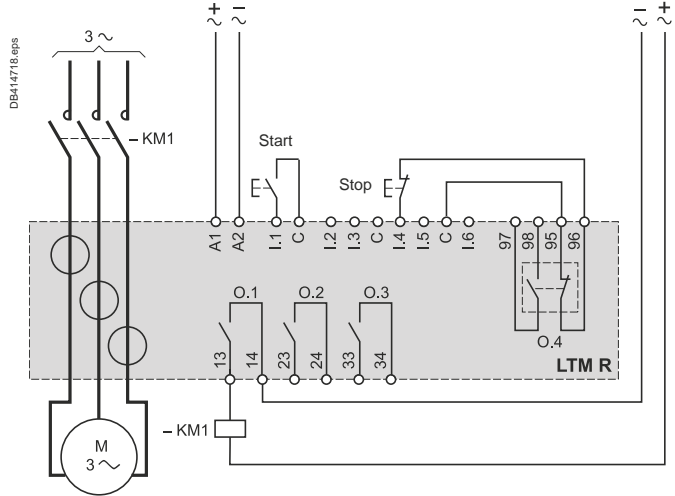 DB414718.eps
3 ~
+ ~ − ~ − ~ + ~
– KM1
Start
Stop
A1 A2 I.1 C I.2 I.3 C I.4 I.5 C I.6 97 98 95 96
O.1 O.2 O.3
O.4
13 14 23 24 33 34
LTM R
– KM1
M
3 ~